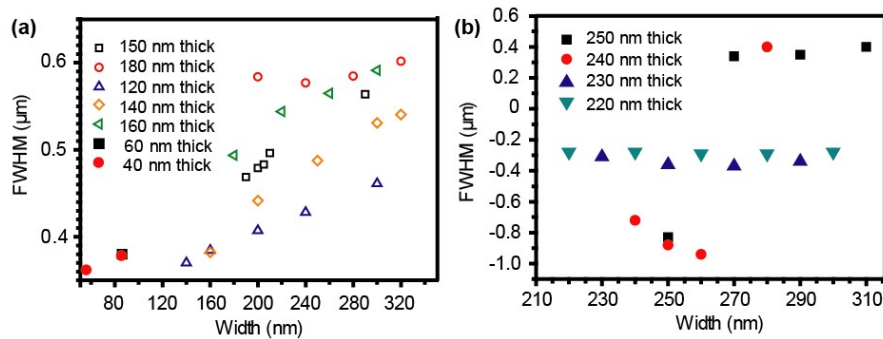 (a)
150 nm thick
180 nm thick
120 nm thick
140 nm thick
160 nm thick
60 nm thick
40 nm thick
FWHM (μm)
0.6
0.5
0.4
80 120 160 200 240 280 320
Width (nm)
(b)
250 nm thick
240 nm thick
230 nm thick
220 nm thick
FWHM (μm)
0.6
0.4
0.2
0
-0.2
-0.4
-0.6
-0.8
-1.0
210 230 250 270 290 310
Width (nm)